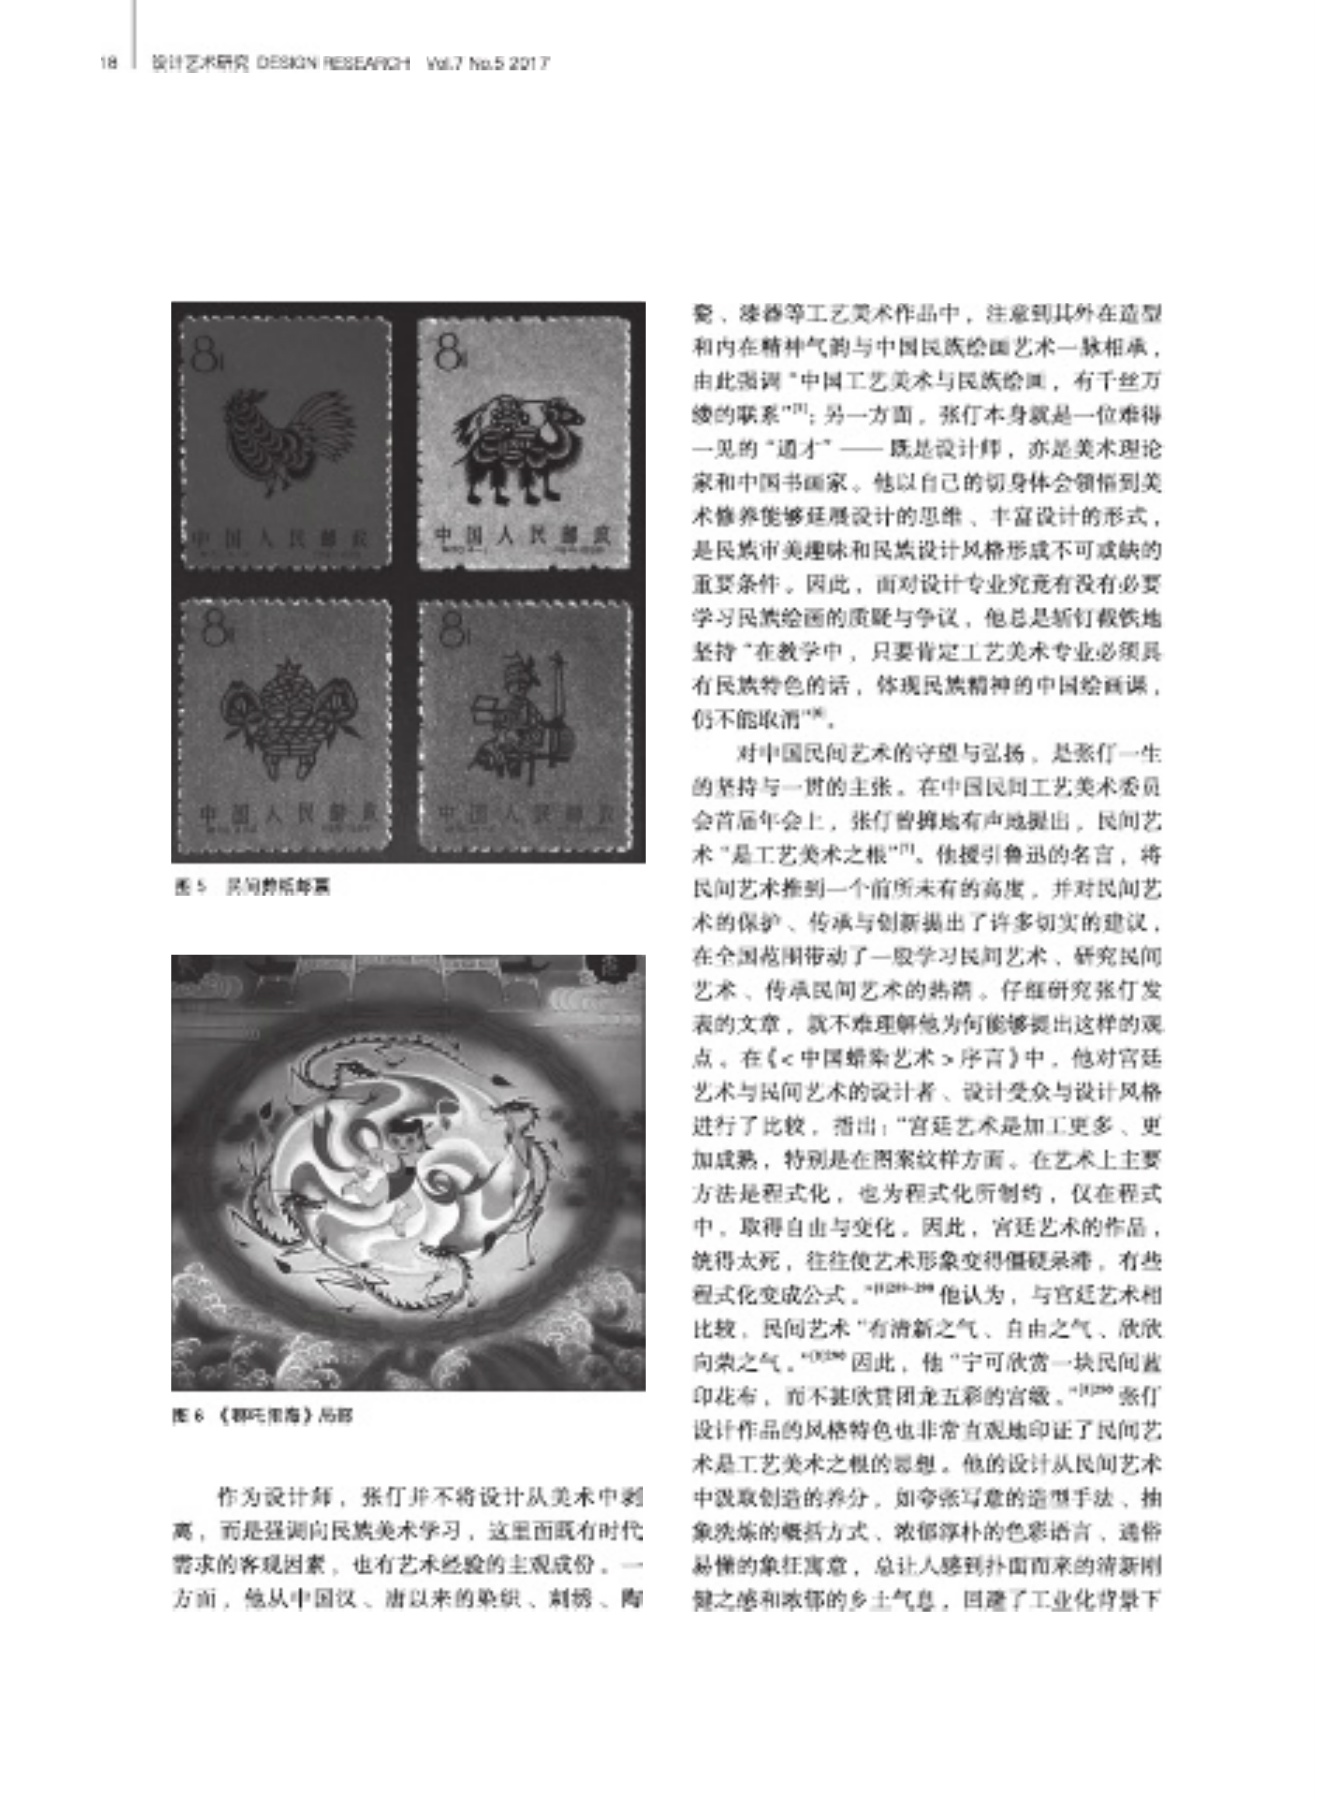 18 设计艺术研究 DESIGN RESEARCH Vol.7 No.5 2017
8
中国人民邮政
8
中国人民邮政
8
中国人民邮政
8
中国人民邮政
图 5 民间剪纸邮票
图 6 《哪吒闹海》局部
作为设计师，张仃并不将设计从美术中剥
离，而是强调向民族美术学习，这里面既有时代
需求的客观因素，也有艺术经验的主观成份。一
方面，他从中国汉、唐以来的染织、刺绣、陶
瓷、漆器等工艺美术作品中，注意到其外在造型
和内在精神气韵与中国民族绘画艺术一脉相承，
由此强调“中国工艺美术与民族绘画，有千丝万
缕的联系”；另一方面，张仃本身就是一位难得
一见的“通才”——既是设计师，亦是美术理论
家和中国书画家。他以自己的切身体会领悟到美
术修养能够延展设计的思维、丰富设计的形式，
是民族审美趣味和民族设计风格形成不可或缺的
重要条件。因此，面对设计专业究竟有没有必要
学习民族绘画的质疑与争议，他总是斩钉截铁地
坚持“在教学中，只要肯定工艺美术专业必须具
有民族特色的话，体现民族精神的中国绘画课，
仍不能取消”。
对中国民间艺术的守望与弘扬，是张仃一生
的坚持与一贯的主张。在中国民间工艺美术委员
会首届年会上，张仃曾掷地有声地提出，民间艺
术“是工艺美术之根”[7]。他援引鲁迅的名言，将
民间艺术推到一个前所未有的高度，并对民间艺
术的保护、传承与创新提出了许多切实的建议，
在全国范围带动了一股学习民间艺术、研究民间
艺术、传承民间艺术的热潮。仔细研究张仃发
表的文章，就不难理解他为何能够提出这样的观
点。在《<中国蜡染艺术>序言》中，他对宫廷
艺术与民间艺术的设计者、设计受众与设计风格
进行了比较，指出：“宫廷艺术是加工更多、更
加成熟，特别是在图案纹样方面。在艺术上主要
方法是程式化，也为程式化所制约，仅在程式
中，取得自由与变化。因此，宫廷艺术的作品，
统得太死，往往使艺术形象变得僵硬呆滞，有些
程式化变成公式。”他认为，与宫廷艺术相
比较，民间艺术“有清新之气、自由之气、欣欣
向荣之气。”因此，他“宁可欣赏一块民间蓝
印花布，而不甚欣赏团龙五彩的宫缎。”张仃
设计作品的风格特色也非常直观地印证了民间艺
术是工艺美术之根的思想。他的设计从民间艺术
中汲取创造的养分，如夸张写意的造型手法、抽
象洗炼的概括方式、浓郁淳朴的色彩语言、通俗
易懂的象征寓意，总让人感到扑面而来的清新刚
健之感和浓郁的乡土气息，回避了工业化背景下